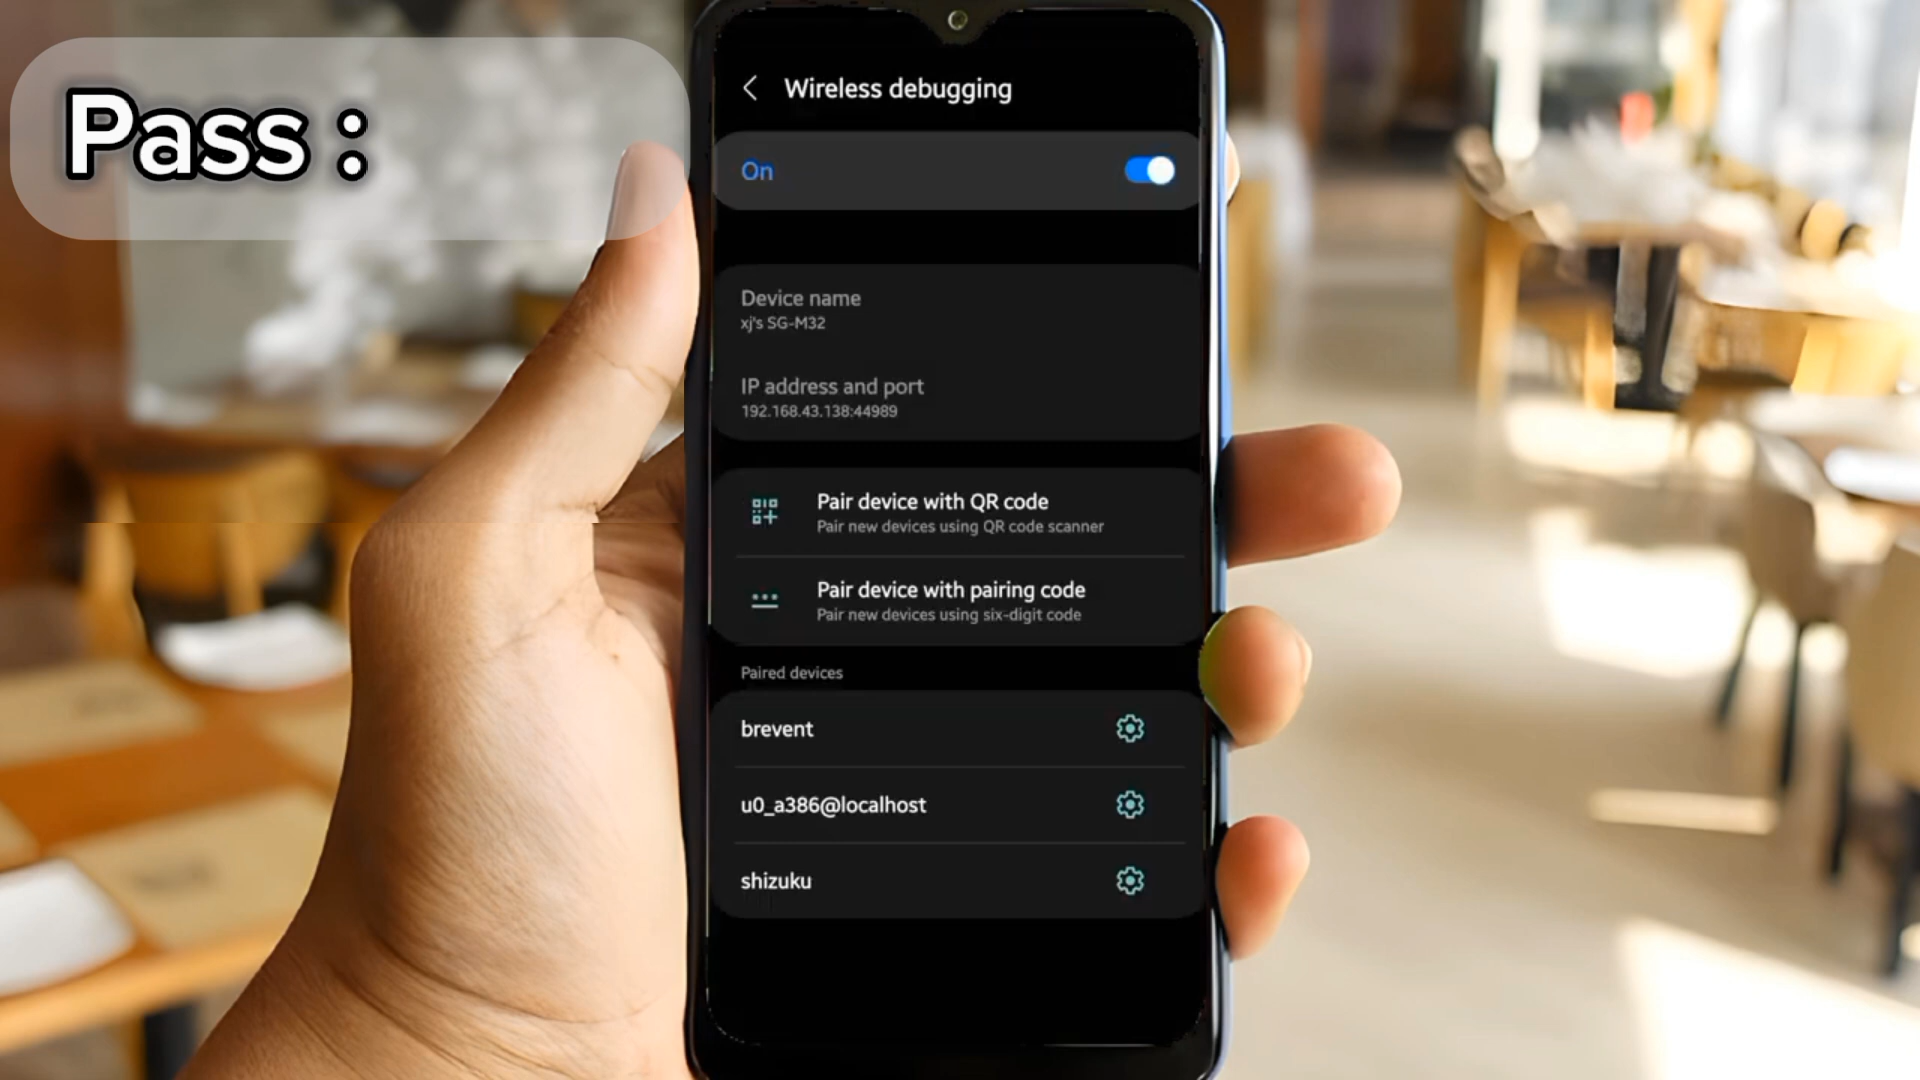 Pass :
Wireless debugging
On
Device name
xj's SG-M32
IP address and port
192.168.43.138:44989
Pair device with QR code
Pair new devices using QR code scanner
Pair device with pairing code
Pair new devices using six-digit code
Paired devices
brevent
u0_a386@localhost
shizuku